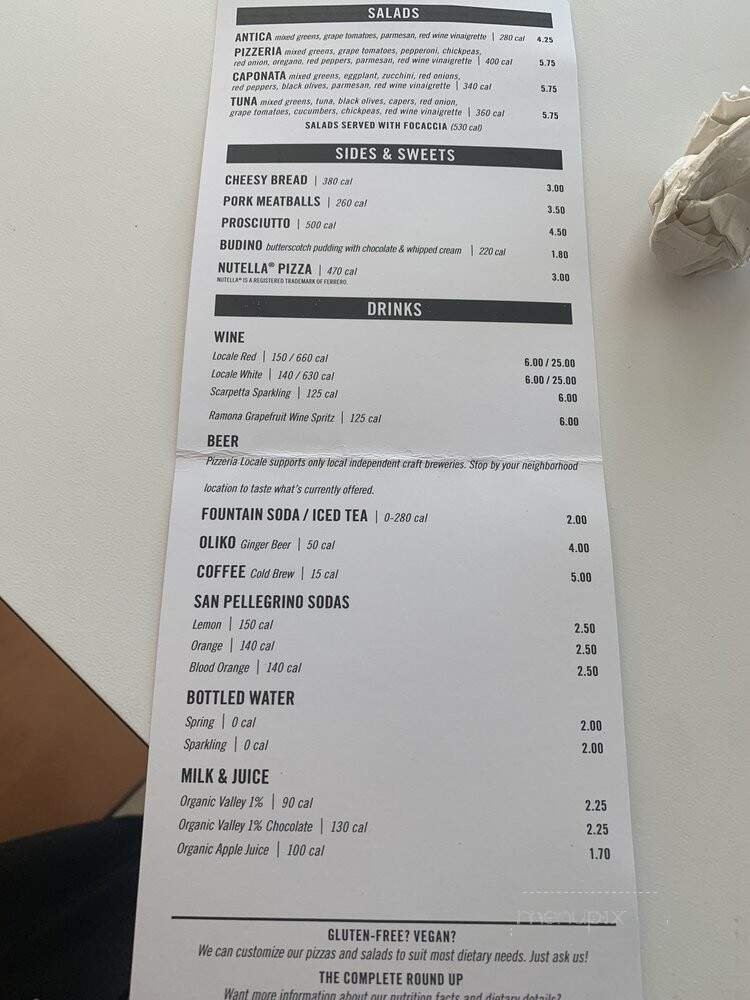 SALADS
ANTICA mixed greens, grape tomatoes, parmesan, red wine vinaigrette | 280 cal 4.25
PIZZERIA mixed greens, grape tomatoes, pepperoni, chickpeas,
red onion, oregano, red peppers, parmesan, red wine vinaigrette | 400 cal 5.75
CAPONATA mixed greens, eggplant, zucchini, red onions,
red peppers, black olives, parmesan, red wine vinaigrette | 340 cal 5.75
TUNA mixed greens, tuna, black olives, capers, red onion,
grape tomatoes, cucumbers, chickpeas, red wine vinaigrette | 360 cal 5.75
SALADS SERVED WITH FOCACCIA (530 cal)
SIDES & SWEETS
CHEESY BREAD | 380 cal 3.00
PORK MEATBALLS | 260 cal 3.50
PROSCIUTTO | 500 cal 4.50
BUDINO butterscotch pudding with chocolate & whipped cream | 220 cal 1.80
NUTELLA® PIZZA | 470 cal 3.00
NUTELLA® IS A REGISTERED TRADEMARK OF FERRERO.
DRINKS
WINE
Locale Red | 150 / 660 cal 6.00 / 25.00
Locale White | 140 / 630 cal 6.00 / 25.00
Scarpetta Sparkling | 125 cal 6.00
Ramona Grapefruit Wine Spritz | 125 cal 6.00
BEER
Pizzeria Locale supports only local independent craft breweries. Stop by your neighborhood
location to taste what's currently offered.
FOUNTAIN SODA / ICED TEA | 0-280 cal 2.00
OLIKO Ginger Beer | 50 cal 4.00
COFFEE Cold Brew | 15 cal 5.00
SAN PELLEGRINO SODAS
Lemon | 150 cal 2.50
Orange | 140 cal 2.50
Blood Orange | 140 cal 2.50
BOTTLED WATER
Spring | 0 cal 2.00
Sparkling | 0 cal 2.00
MILK & JUICE
Organic Valley 1% | 90 cal 2.25
Organic Valley 1% Chocolate | 130 cal 2.25
Organic Apple Juice | 100 cal 1.70
menupix
GLUTEN-FREE? VEGAN?
We can customize our pizzas and salads to suit most dietary needs. Just ask us!
THE COMPLETE ROUND UP
Want more information about our nutrition facts and dietary details?